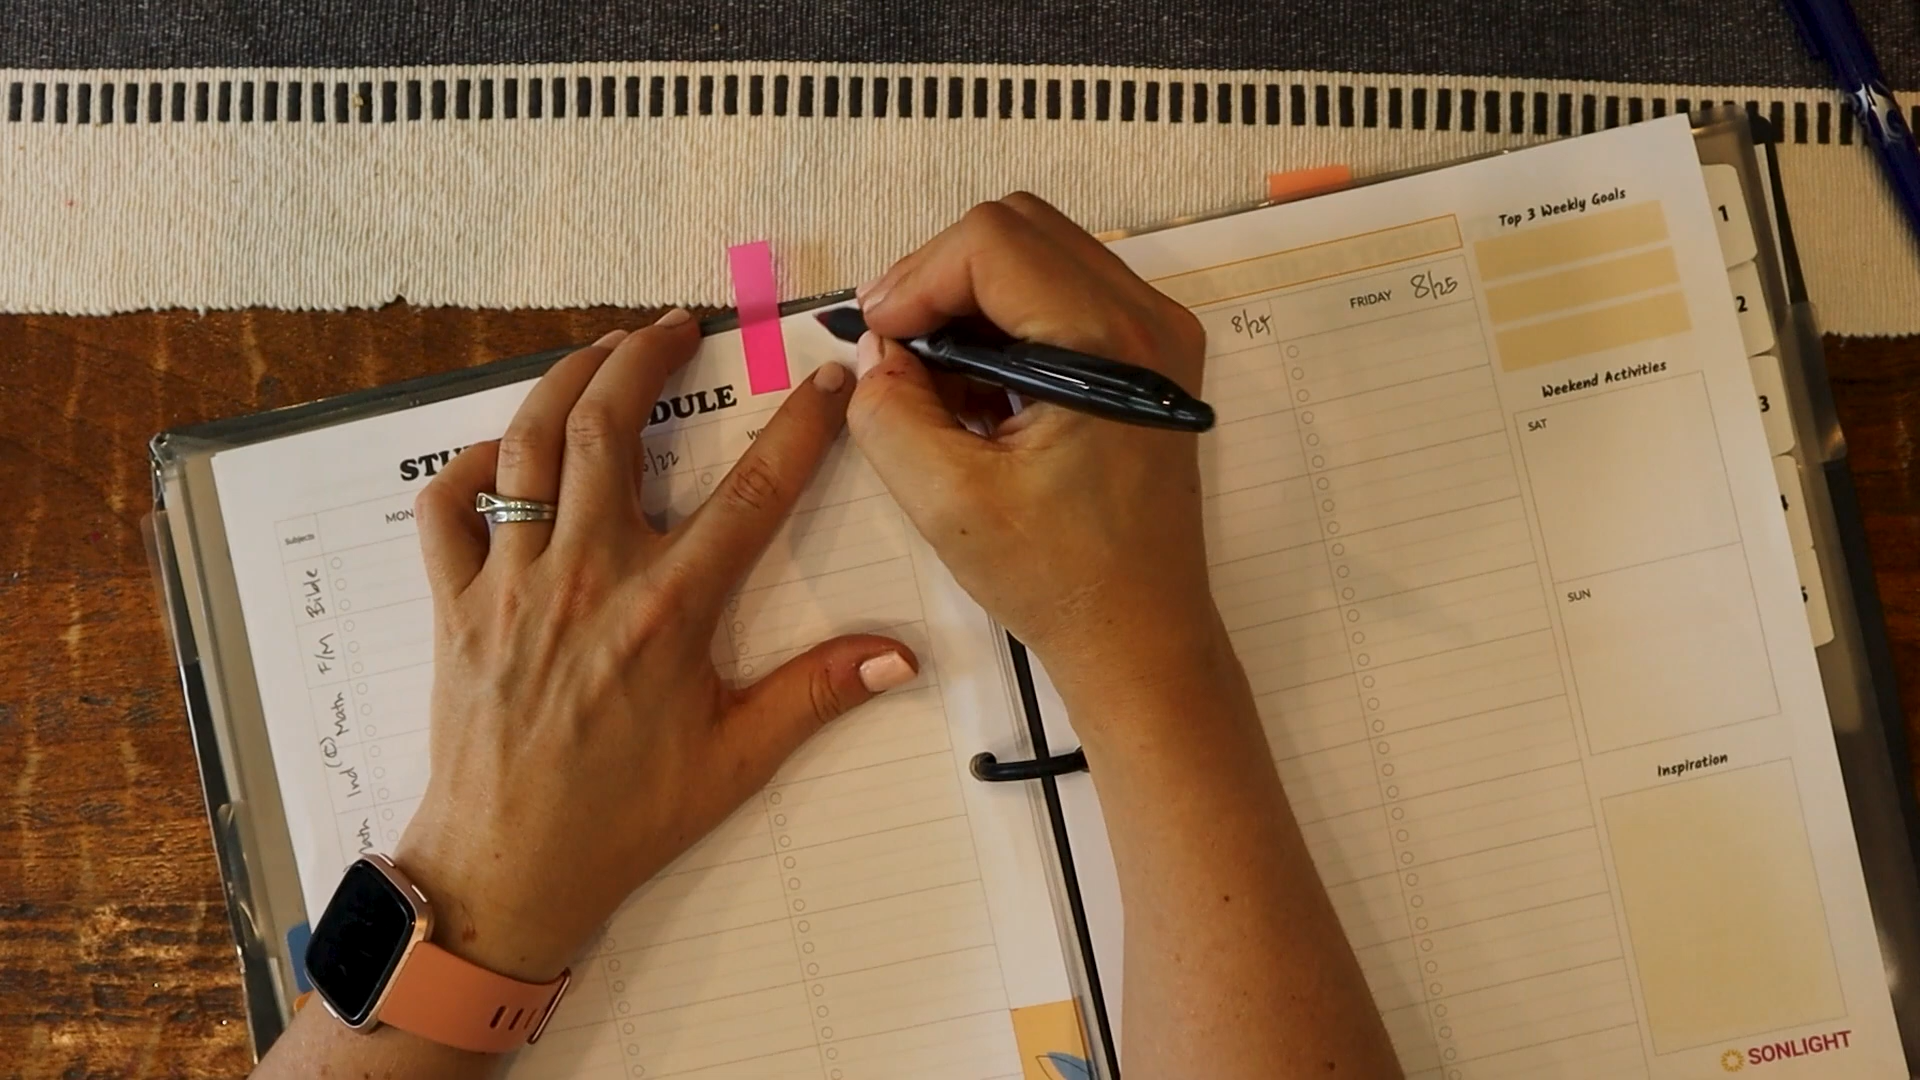 Top 3 Weekly Goals
FRIDAY 8/25
8/24
Weekend Activities
SAT
SUN
Inspiration
SONLIGHT
1
2
3
Subjects
MON
Bible
F/M
Math
Ind (C)